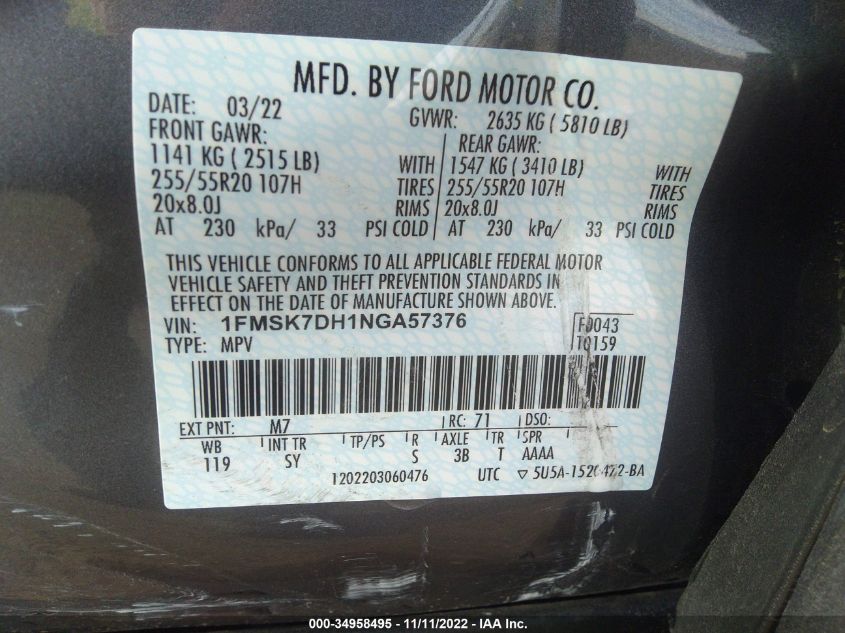 MFD. BY FORD MOTOR CO.
DATE: 03/22 GVWR: 2635 KG ( 5810 LB)
FRONT GAWR: REAR GAWR:
1141 KG ( 2515 LB) WITH 1547 KG ( 3410 LB) WITH
255/55R20 107H TIRES 255/55R20 107H TIRES
20x8.0J RIMS 20x8.0J RIMS
AT 230 kPa/ 33 PSI COLD AT 230 kPa/ 33 PSI COLD
THIS VEHICLE CONFORMS TO ALL APPLICABLE FEDERAL MOTOR
VEHICLE SAFETY AND THEFT PREVENTION STANDARDS IN
EFFECT ON THE DATE OF MANUFACTURE SHOWN ABOVE.
VIN: 1FMSK7DH1NGA57376 F0043
TYPE: MPV T0159
EXT PNT: M7 RC: 71 DSO:
WB INT TR TP/PS R AXLE TR SPR
119 SY S 3B T AAAA
1202203060476 UTC ▽ 5U5A-1520472-BA
000-34958495 - 11/11/2022 - IAA Inc.